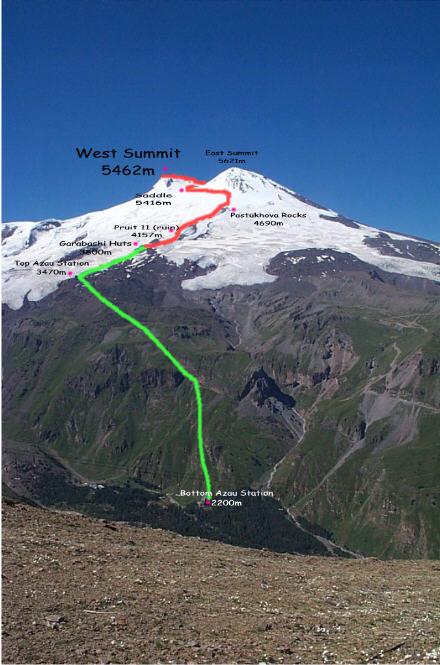 West Summit
5462m
East Summit
5621m
Saddle
5416m
Pastukhova Rocks
4690m
Pruit 11 (ruin)
4157m
Garabashi Huts
3800m
Top Azau Station
3470m
Bottom Azau Station
2200m